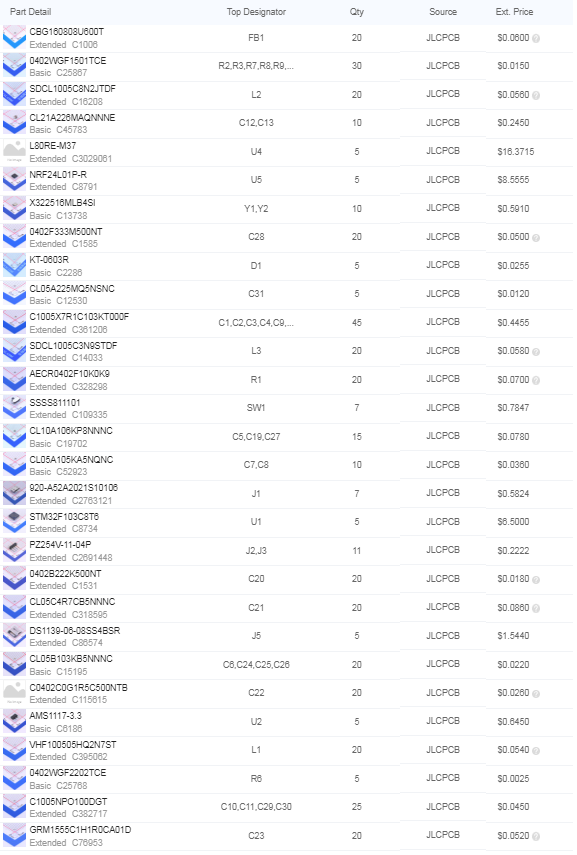 Part Detail Top Designator Qty Source Ext. Price
CBG160808U600T
Extended C1006 FB1 20 JLCPCB $0.0600
0402WGF1501TCE
Basic C25867 R2,R3,R7,R8,R9,... 30 JLCPCB $0.0150
SDCL1005C8N2JTDF
Extended C16208 L2 20 JLCPCB $0.0560
CL21A226MAQNNNE
Basic C45783 C12,C13 10 JLCPCB $0.2450
L80RE-M37
Extended C3029061 U4 5 JLCPCB $16.3715
NRF24L01P-R
Extended C8791 U5 5 JLCPCB $8.5555
X322516MLB4SI
Basic C13738 Y1,Y2 10 JLCPCB $0.5910
0402F333M500NT
Extended C1585 C28 20 JLCPCB $0.0500
KT-0603R
Basic C2286 D1 5 JLCPCB $0.0255
CL05A225MQ5NSNC
Basic C12530 C31 5 JLCPCB $0.0120
C1005X7R1C103KT000F
Extended C361206 C1,C2,C3,C4,C9,... 45 JLCPCB $0.4455
SDCL1005C3N9STDF
Extended C14033 L3 20 JLCPCB $0.0580
AECR0402F10K0K9
Extended C328298 R1 20 JLCPCB $0.0700
SSSS811101
Extended C109335 SW1 7 JLCPCB $0.7847
CL10A106KP8NNNC
Basic C19702 C5,C19,C27 15 JLCPCB $0.0780
CL05A105KA5NQNC
Basic C52923 C7,C8 10 JLCPCB $0.0360
920-A52A2021S10106
Extended C2763121 J1 7 JLCPCB $0.5824
STM32F103C8T6
Extended C8734 U1 5 JLCPCB $6.5000
PZ254V-11-04P
Extended C2691448 J2,J3 11 JLCPCB $0.2222
0402B222K500NT
Extended C1531 C20 20 JLCPCB $0.0180
CL05C4R7CB5NNNC
Extended C318595 C21 20 JLCPCB $0.0860
DS1139-06-08SS4BSR
Extended C86574 J5 5 JLCPCB $1.5440
CL05B103KB5NNNC
Basic C15195 C6,C24,C25,C26 20 JLCPCB $0.0220
C0402C0G1R5C500NTB
Extended C115615 C22 20 JLCPCB $0.0260
AMS1117-3.3
Basic C6186 U2 5 JLCPCB $0.6450
VHF100505HQ2N7ST
Extended C395062 L1 20 JLCPCB $0.0540
0402WGF2202TCE
Basic C25768 R6 5 JLCPCB $0.0025
C1005NPO100DGT
Extended C382717 C10,C11,C29,C30 25 JLCPCB $0.0450
GRM1555C1H1R0CA01D
Extended C76953 C23 20 JLCPCB $0.0520